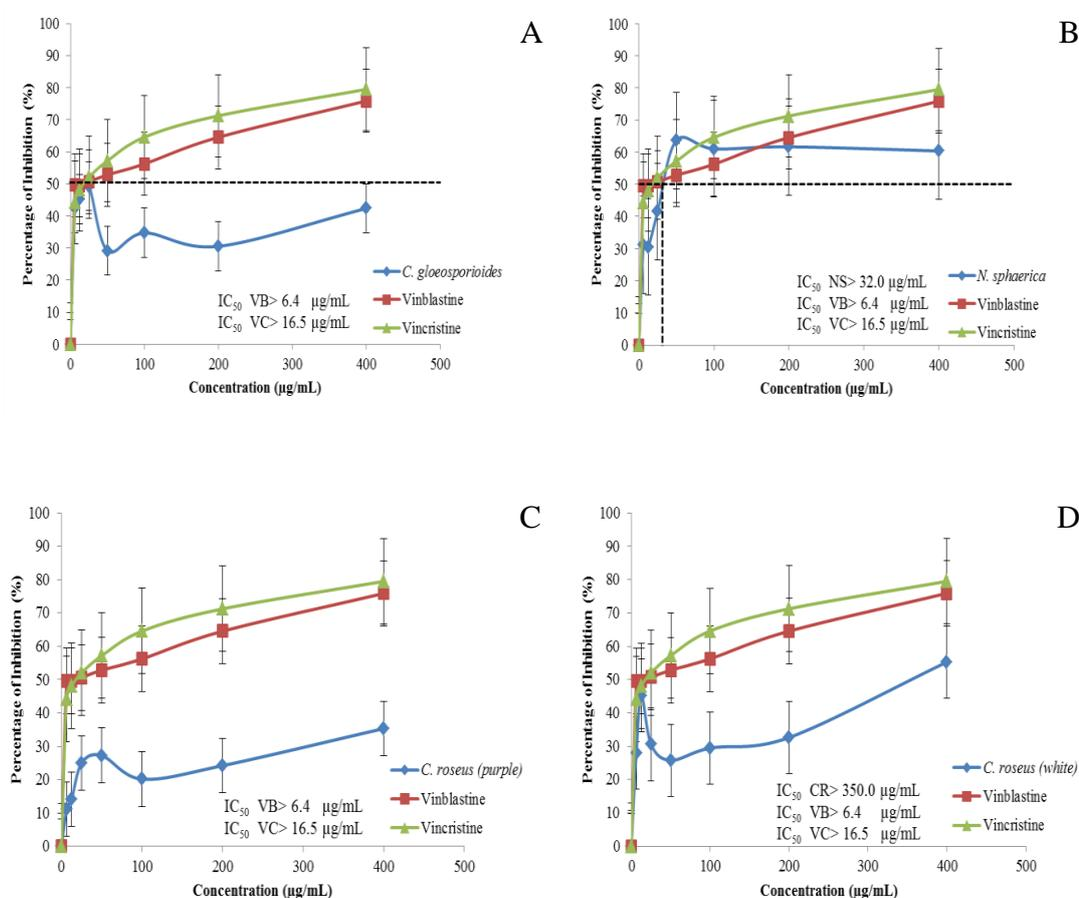 A
Percentage of Inhibition (%)
100
90
80
70
60
50
40
30
20
10
0
C. gloeosporioides
Vinblastine
Vincristine
IC50 VB> 6.4 µg/mL
IC50 VC> 16.5 µg/mL
0 100 200 300 400 500
Concentration (µg/mL)
B
Percentage of Inhibition (%)
100
90
80
70
60
50
40
30
20
10
0
IC50 NS> 32.0 µg/mL
IC50 VB> 6.4 µg/mL
IC50 VC> 16.5 µg/mL
N. sphaerica
Vinblastine
Vincristine
0 100 200 300 400 500
Concentration (µg/mL)
C
Percentage of Inhibition (%)
100
90
80
70
60
50
40
30
20
10
0
C. roseus (purple)
Vinblastine
Vincristine
IC50 VB> 6.4 µg/mL
IC50 VC> 16.5 µg/mL
0 100 200 300 400 500
Concentration (µg/mL)
D
Percentage of Inhibition (%)
100
90
80
70
60
50
40
30
20
10
0
C. roseus (white)
Vinblastine
Vincristine
IC50 CR> 350.0 µg/mL
IC50 VB> 6.4 µg/mL
IC50 VC> 16.5 µg/mL
0 100 200 300 400 500
Concentration (µg/mL)